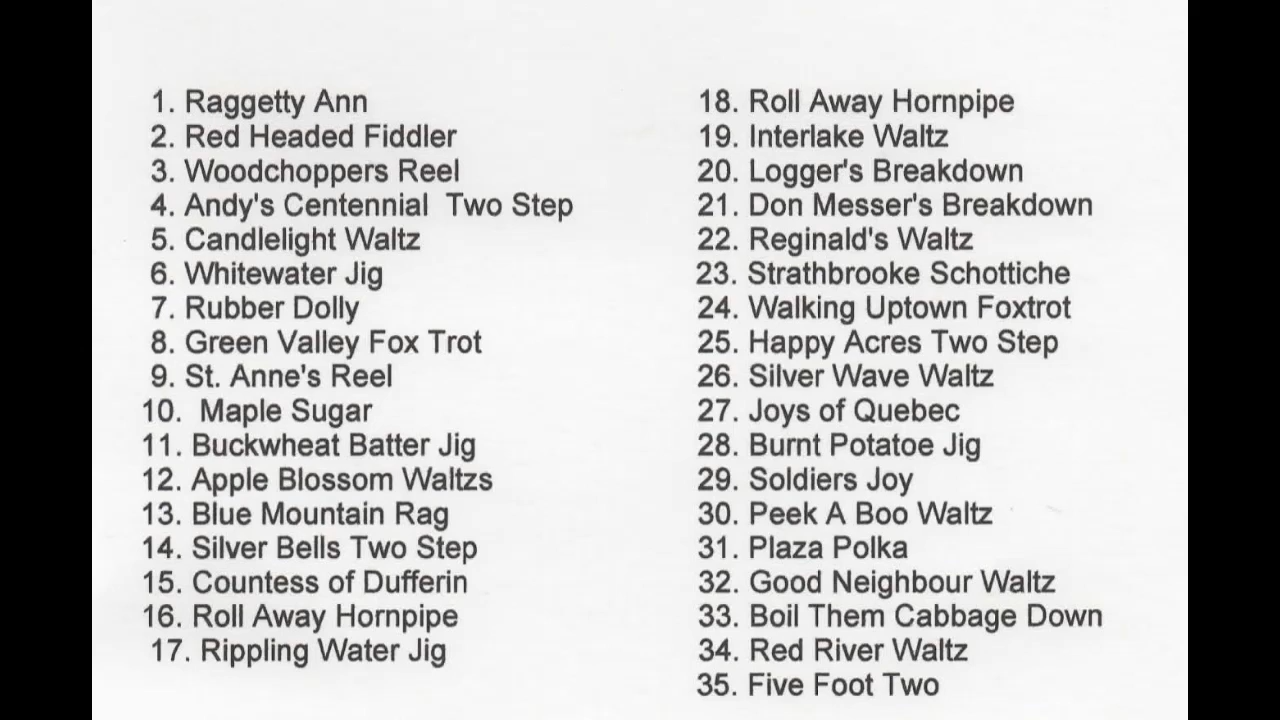 1. Raggetty Ann
2. Red Headed Fiddler
3. Woodchoppers Reel
4. Andy's Centennial  Two Step
5. Candlelight Waltz
6. Whitewater Jig
7. Rubber Dolly
8. Green Valley Fox Trot
9. St. Anne's Reel
10.  Maple Sugar
11. Buckwheat Batter Jig
12. Apple Blossom Waltzs
13. Blue Mountain Rag
14. Silver Bells Two Step
15. Countess of Dufferin
16. Roll Away Hornpipe
17. Rippling Water Jig
18. Roll Away Hornpipe
19. Interlake Waltz
20. Logger's Breakdown
21. Don Messer's Breakdown
22. Reginald's Waltz
23. Strathbrooke Schottiche
24. Walking Uptown Foxtrot
25. Happy Acres Two Step
26. Silver Wave Waltz
27. Joys of Quebec
28. Burnt Potatoe Jig
29. Soldiers Joy
30. Peek A Boo Waltz
31. Plaza Polka
32. Good Neighbour Waltz
33. Boil Them Cabbage Down
34. Red River Waltz
35. Five Foot Two